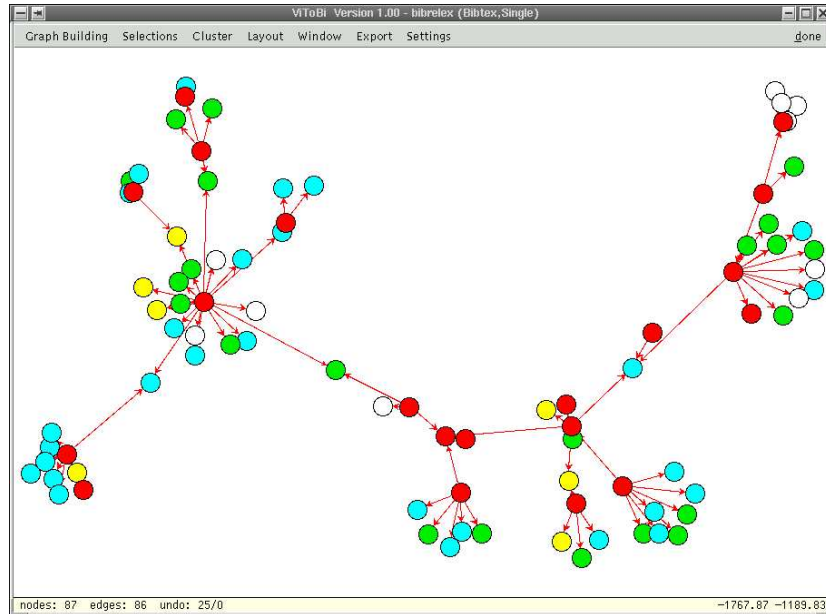 ViToBi Version 1.00 - bibrelex (Bibtex,Single)
Graph Building Selections Cluster Layout Window Export Settings done
nodes: 87 edges: 86 undo: 25/0 -1767.87 -1189.83